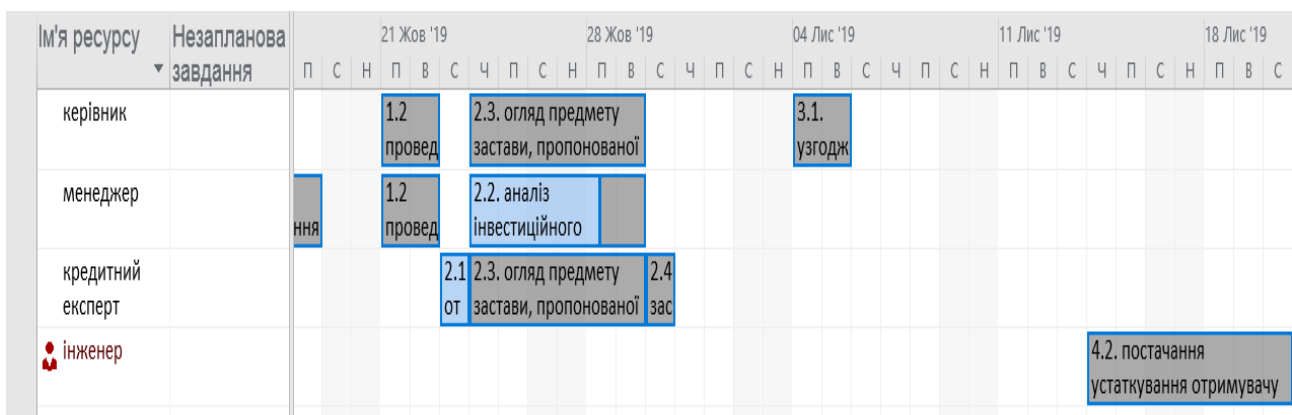 Ім'я ресурсу Незапланова завдання 21 Жов '19 28 Жов '19 04 Лис '19 11 Лис '19 18 Лис '19
П С Н П В С Ч П С Н П В С Ч П С Н П В С Ч П С Н П В С Ч П С Н П В С
керівник 1.2 2.3. огляд предмету 3.1.
провед застави, пропонованої узгодж
менеджер 1.2 2.2. аналіз
ння провед інвестиційного
кредитний 2.1 2.3. огляд предмету 2.4
експерт от застави, пропонованої зас
інженер 4.2. постачання
устаткування отримувачу